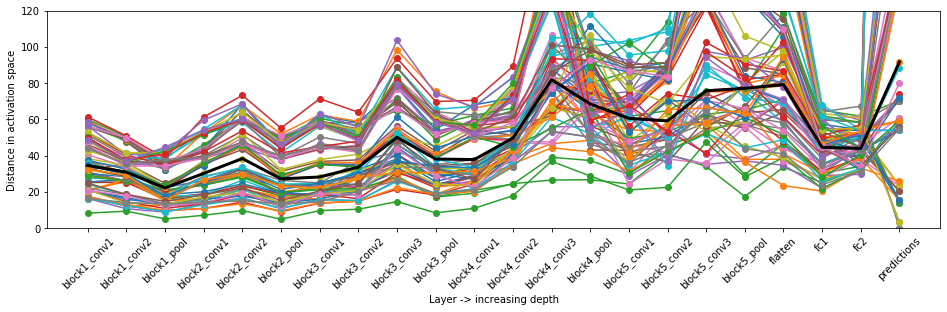 Distance in activation space
120
100
80
60
40
20
0
block1_conv1
block1_conv2
block1_pool
block2_conv1
block2_conv2
block2_pool
block3_conv1
block3_conv2
block3_conv3
block3_pool
block4_conv1
block4_conv2
block4_conv3
block4_pool
block5_conv1
block5_conv2
block5_conv3
block5_pool
flatten
fc1
fc2
predictions
Layer -> increasing depth